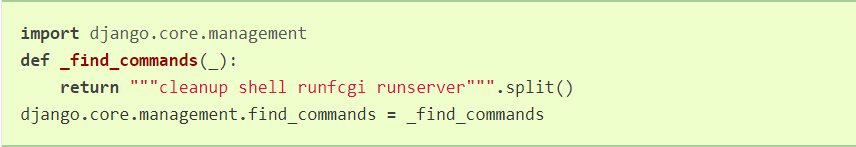 import django.core.management
def _find_commands(_):
    return """cleanup shell runfcgi runserver""".split()
django.core.management.find_commands = _find_commands